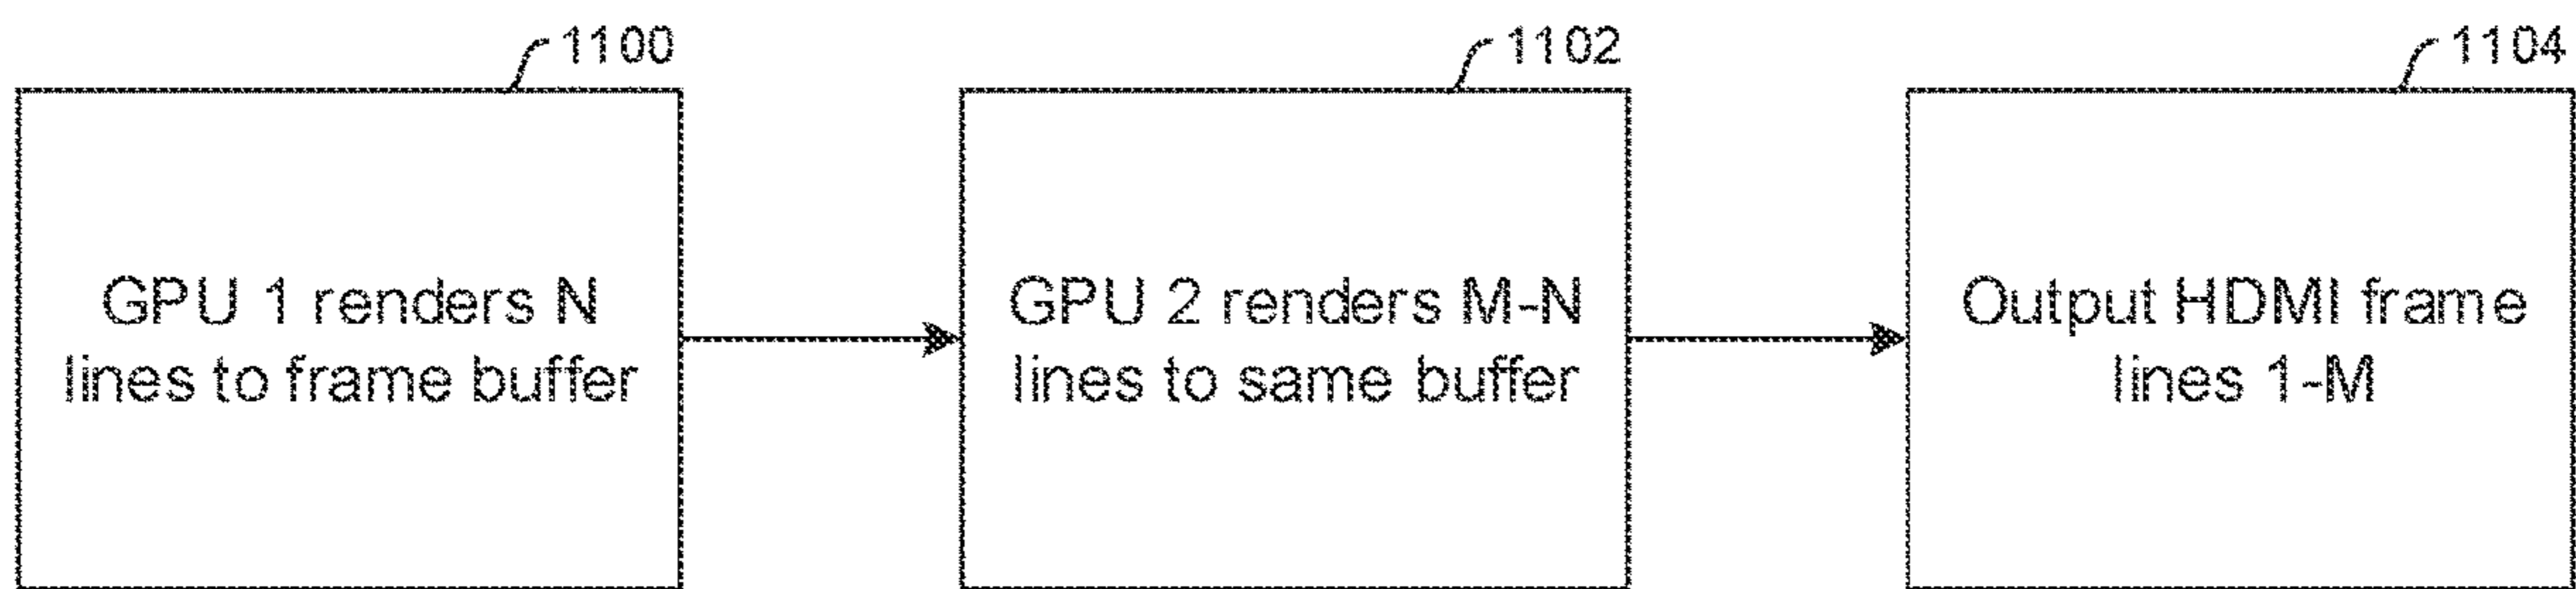 1100
GPU 1 renders N
lines to frame buffer
1102
GPU 2 renders M-N
lines to same buffer
1104
Output HDMI frame
lines 1-M